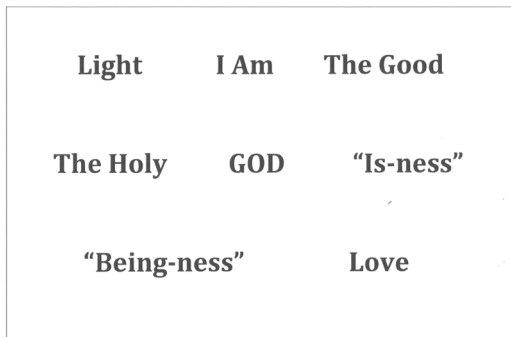 Light I Am The Good
The Holy GOD “Is-ness”
“Being-ness” Love